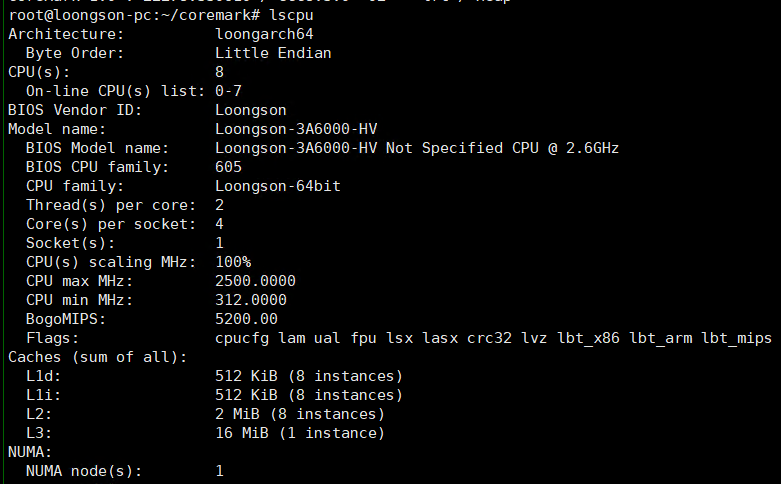 root@loongson-pc:~/coremark# lscpu
Architecture: loongarch64
Byte Order: Little Endian
CPU(s): 8
On-line CPU(s) list: 0-7
BIOS Vendor ID: Loongson
Model name: Loongson-3A6000-HV
BIOS Model name: Loongson-3A6000-HV Not Specified CPU @ 2.6GHz
BIOS CPU family: 605
CPU family: Loongson-64bit
Thread(s) per core: 2
Core(s) per socket: 4
Socket(s): 1
CPU(s) scaling MHz: 100%
CPU max MHz: 2500.0000
CPU min MHz: 312.0000
BogoMIPS: 5200.00
Flags: cpucfg lam ual fpu lsx lasx crc32 lvz lbt_x86 lbt_arm lbt_mips
Caches (sum of all):
L1d: 512 KiB (8 instances)
L1i: 512 KiB (8 instances)
L2: 2 MiB (8 instances)
L3: 16 MiB (1 instance)
NUMA:
NUMA node(s): 1